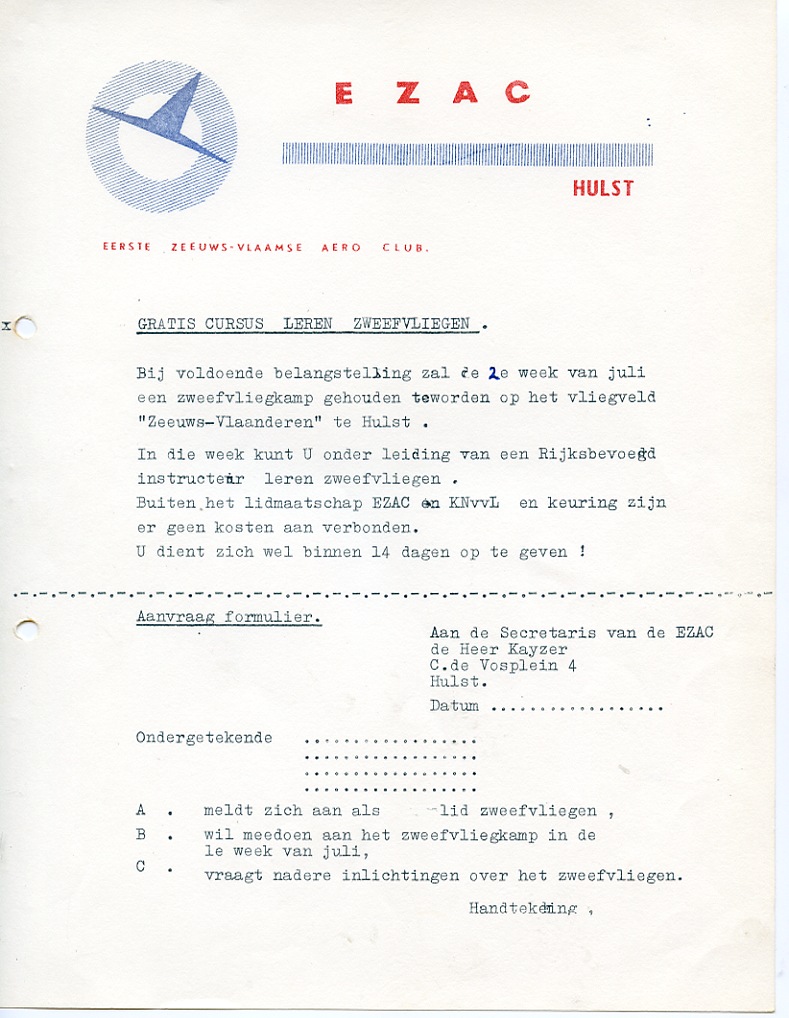 E Z A C
HULST
EERSTE ZEEUWS-VLAAMSE AERO CLUB.
x
GRATIS CURSUS LEREN ZWEEFVLIEGEN .
Bij voldoende belangstelling zal de 2e week van juli
een zweefvliegkamp gehouden teworden op het vliegveld
"Zeeuws-Vlaanderen" te Hulst .
In die week kunt U onder leiding van een Rijksbevoegd
instructeur leren zweefvliegen .
Buiten het lidmaatschap EZAC en KNvvL en keuring zijn
er geen kosten aan verbonden.
U dient zich wel binnen 14 dagen op te geven !
Aanvraag formulier.
Aan de Secretaris van de EZAC
de Heer Kayzer
C.de Vosplein 4
Hulst.
Datum ..................
Ondergetekende ..................
..................
..................
..................
A . meldt zich aan als -lid zweefvliegen ,
B . wil meedoen aan het zweefvliegkamp in de
1e week van juli,
C . vraagt nadere inlichtingen over het zweefvliegen.
Handtekening ,